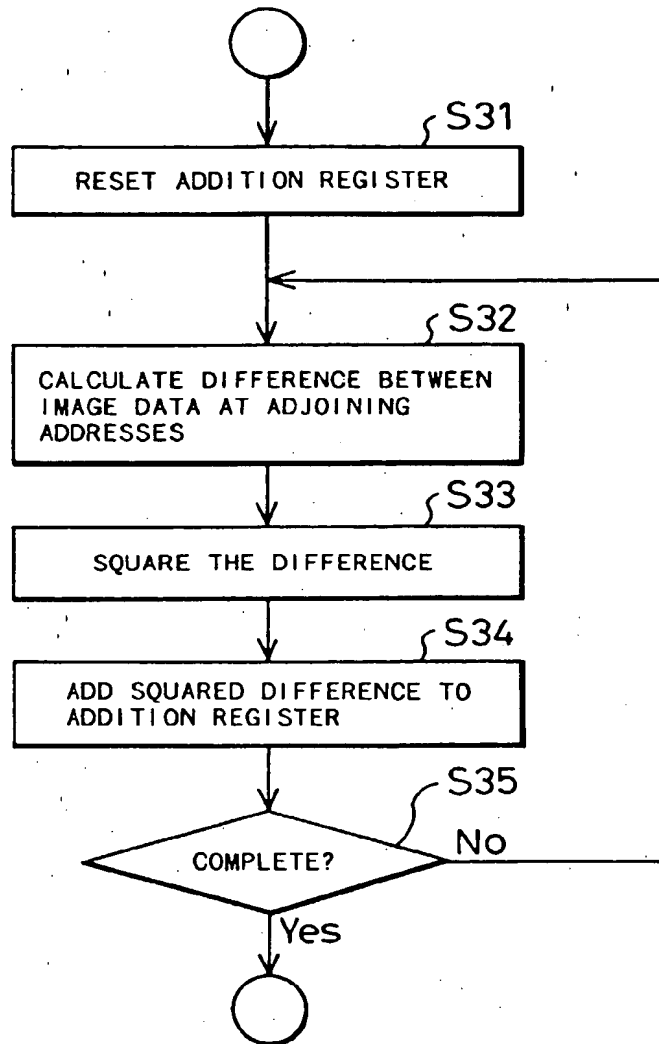 S31
RESET ADDITION REGISTER
S32
CALCULATE DIFFERENCE BETWEEN
IMAGE DATA AT ADJOINING
ADDRESSES
S33
SQUARE THE DIFFERENCE
S34
ADD SQUARED DIFFERENCE TO
ADDITION REGISTER
S35
COMPLETE?
No
Yes